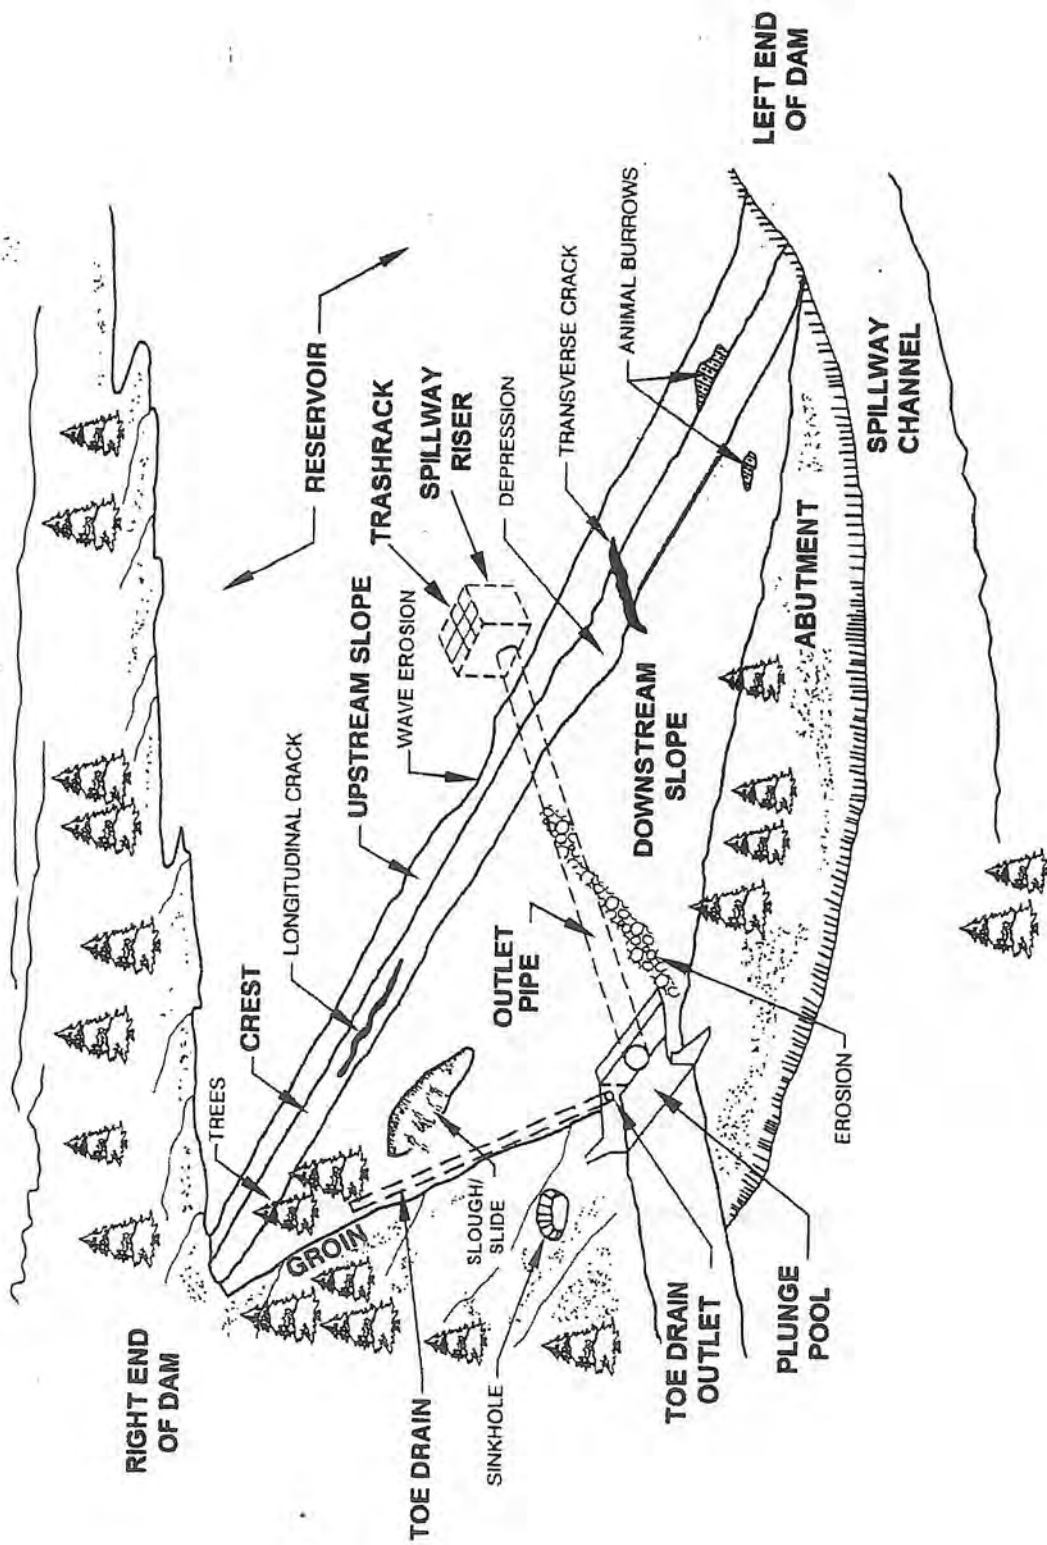 RIGHT END
OF DAM
TREES
CREST
LONGITUDINAL CRACK
RESERVOIR
GROIN
UPSTREAM SLOPE
TRASHRACK
WAVE EROSION
TOE DRAIN
SPILLWAY
RISER
SLOUGH/
SLIDE
SINKHOLE
OUTLET
PIPE
DEPRESSION
TRANSVERSE CRACK
ANIMAL BURROWS
DOWNSTREAM
SLOPE
TOE DRAIN
OUTLET
LEFT END
OF DAM
PLUNGE
POOL
ABUTMENT
EROSION
SPILLWAY
CHANNEL